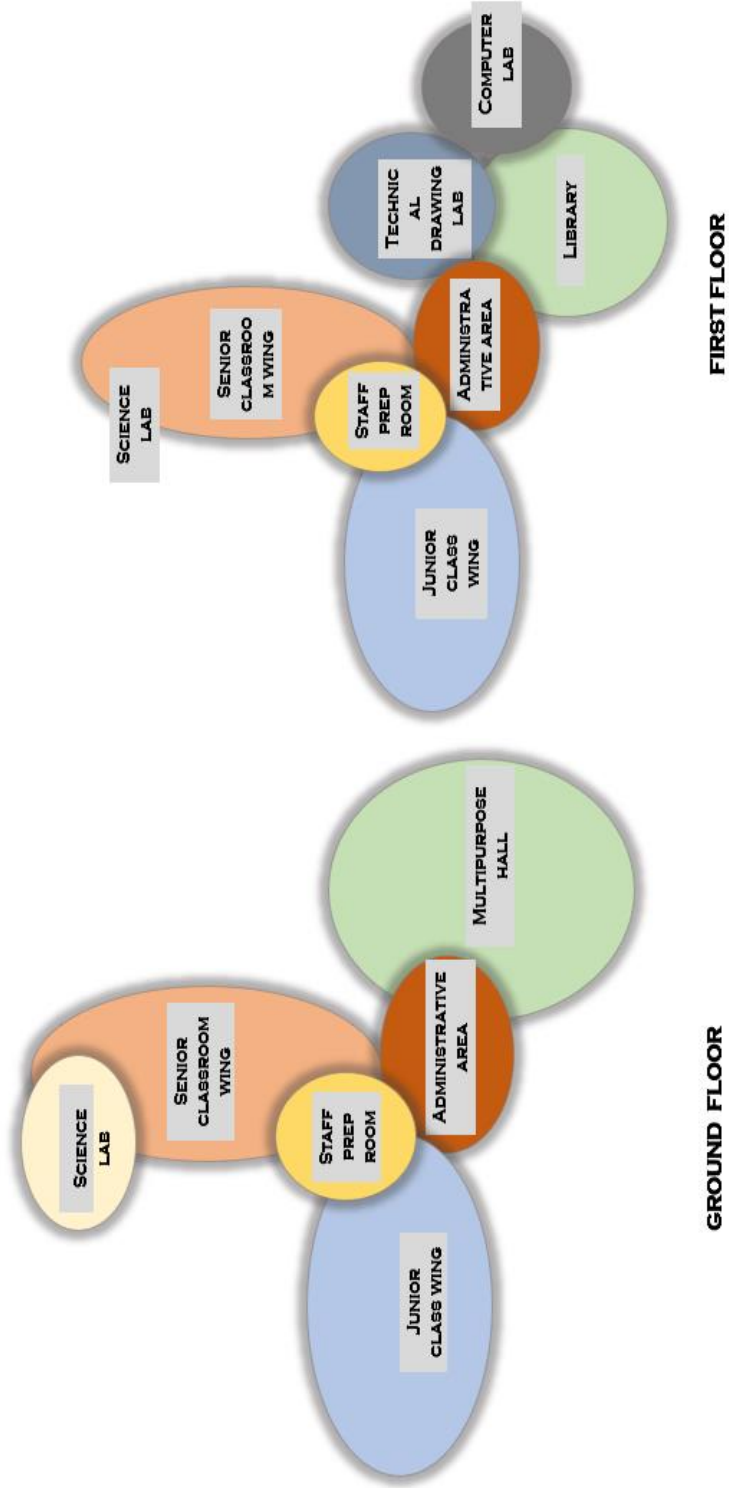 SCIENCE
LAB
SENIOR
CLASSROOM
WING
STAFF
PREP
ROOM
JUNIOR
CLASS WING
ADMINISTRATIVE
AREA
MULTIPURPOSE
HALL
GROUND FLOOR
SCIENCE
LAB
SENIOR
CLASSROO
M WING
STAFF
PREP
ROOM
JUNIOR
CLASS
WING
ADMINISTRA
TIVE AREA
TECHNIC
AL
DRAWING
LAB
COMPUTER
LAB
LIBRARY
FIRST FLOOR